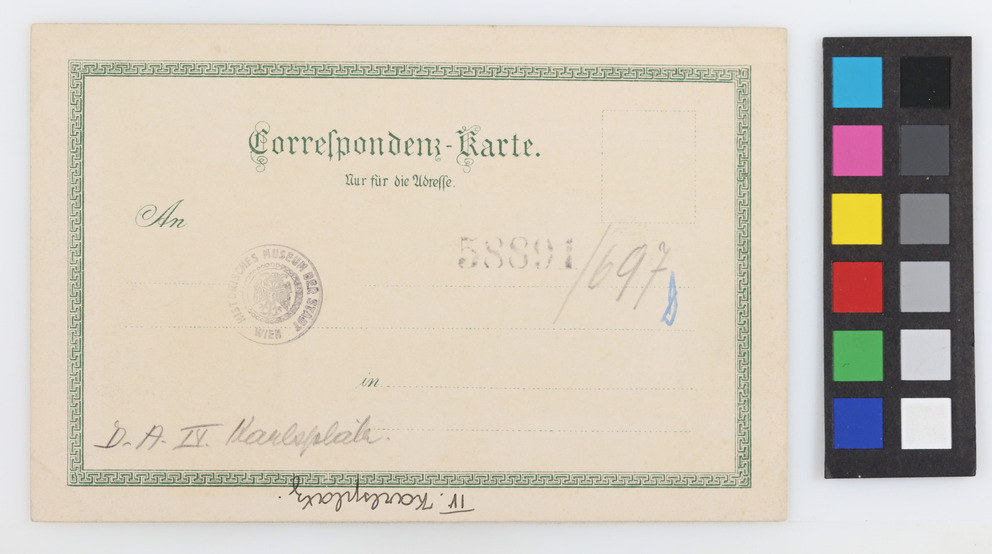 Correſpondenz-Karte.
Nur für die Adreſſe.
An
HISTORISCHES MUSEUM DER STADT WIEN
58891/697
in
D. A. IV. Karlsplatz.
IV. Karlsplatz.